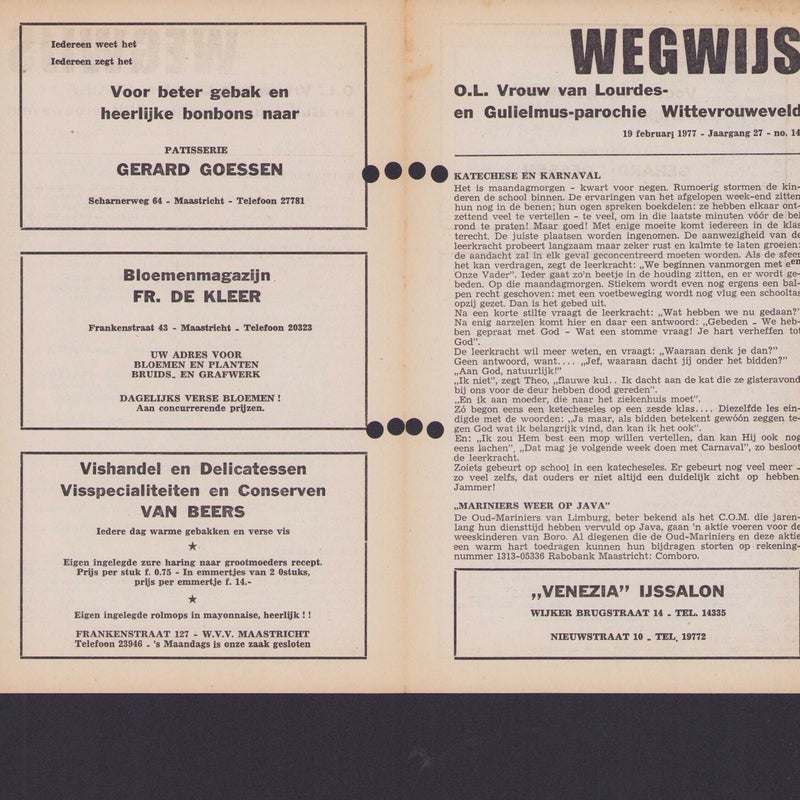 Iedereen weet het
Iedereen zegt het
Voor beter gebak en
heerlijke bonbons naar
PATISSERIE
GERARD GOESSEN
Scharnerweg 64 - Maastricht - Telefoon 27781
Bloemenmagazijn
FR. DE KLEER
Frankenstraat 43 - Maastricht - Telefoon 20323
UW ADRES VOOR
BLOEMEN EN PLANTEN
BRUIDS- EN GRAFWERK
DAGELIJKS VERSE BLOEMEN !
Aan concurrerende prijzen.
Vishandel en Delicatessen
Visspecialiteiten en Conserven
VAN BEERS
Iedere dag warme gebakken en verse vis
★
Eigen ingelegde zure haring naar grootmoeders recept.
Prijs per stuk f. 0.75 - In emmertjes van 2 0stuks,
prijs per emmertje f. 14.-
★
Eigen ingelegde rolmops in mayonnaise, heerlijk ! !
FRANKENSTRAAT 127 - W.V.V. MAASTRICHT
Telefoon 23946 - 's Maandags is onze zaak gesloten
WEGWIJS
O.L. Vrouw van Lourdes-
en Gulielmus-parochie Wittevrouweveld
19 februari 1977 - Jaargang 27 - no. 14
KATECHESE EN KARNAVAL
Het is maandagmorgen - kwart voor negen. Rumoerig stormen de kin-
deren de school binnen. De ervaringen van het afgelopen week-end zitten
hun nog in de benen; hun ogen spreken boekdelen: ze hebben elkaar ont-
zettend veel te vertellen - te veel, om in die laatste minuten vóór de bel
rond te praten! Maar goed! Met enige moeite komt iedereen in de klas
terecht. De juiste plaatsen worden ingenomen. De aanwezigheid van de
leerkracht probeert langzaam maar zeker rust en kalmte te laten groeien:
de aandacht zal in elk geval geconcentreerd moeten worden. Als de sfeer
het kan verdragen, zegt de leerkracht: „We beginnen vanmorgen met een
Onze Vader”. Ieder gaat zo'n beetje in de houding zitten, en er wordt ge-
beden. Op die maandagmorgen. Stiekem wordt even nog ergens een bal-
pen recht geschoven: met een voetbeweging wordt nog vlug een schooltas
opzij gezet. Dan is het gebed uit.
Na een korte stilte vraagt de leerkracht: „Wat hebben we nu gedaan?”
Na enig aarzelen komt hier en daar een antwoord: „Gebeden - We heb-
ben gepraat met God - Wat een stomme vraag! Je hart verheffen tot
God”.
De leerkracht wil meer weten, en vraagt: „Waaraan denk je dan?”
Geen antwoord, want.... „Jef, waaraan dacht jij onder het bidden?”
„Aan God, natuurlijk!”
„Ik niet”, zegt Theo, „flauwe kul.. Ik dacht aan de kat die ze gisteravond
bij ons voor de deur hebben dood gereden”.
„En ik aan moeder, die naar het ziekenhuis moet”.
Zó begon eens een ketecheseles op een zesde klas.... Diezelfde les ein-
digde met de woorden: „Ja maar, als bidden betekent gewóón zeggen te-
gen God wat ik belangrijk vind, dan kan ik het ook”.
En: „Ik zou Hem best een mop willen vertellen, dan kan Hij ook nog
eens lachen”, „Dat mag je volgende week doen met Carnaval”, zo besloot
de leerkracht.
Zoiets gebeurt op school in een katecheseles. Er gebeurt nog veel meer -
zo veel zelfs, dat ouders er niet altijd een duidelijk zicht op hebben.
Jammer!
„MARINIERS WEER OP JAVA”
De Oud-Mariniers van Limburg, beter bekend als het C.O.M. die jaren-
lang hun diensttijd hebben vervuld op Java, gaan 'n aktie voeren voor de
weeskinderen van Boro. Al diegenen die de Oud-Mariniers en deze aktie
een warm hart toedragen kunnen hun bijdragen storten op rekening-
nummer 1313-05336 Rabobank Maastricht: Comboro.
„VENEZIA” IJSSALON
WIJKER BRUGSTRAAT 14 - TEL. 14335
NIEUWSTRAAT 10 - TEL, 19772